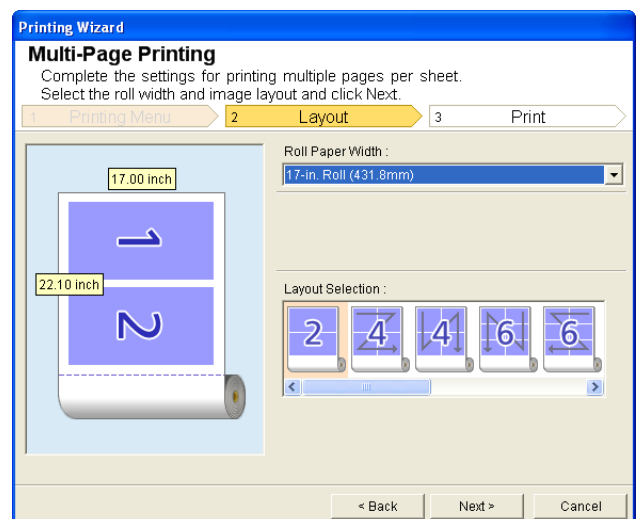 Printing Wizard
Multi-Page Printing
Complete the settings for printing multiple pages per sheet.
Select the roll width and image layout and click Next.
1 Printing Menu 2 Layout 3 Print
Roll Paper Width :
17-in. Roll (431.8mm)
17.00 inch
1
22.10 inch
2
Layout Selection :
2 4 4 6 6
< Back Next > Cancel